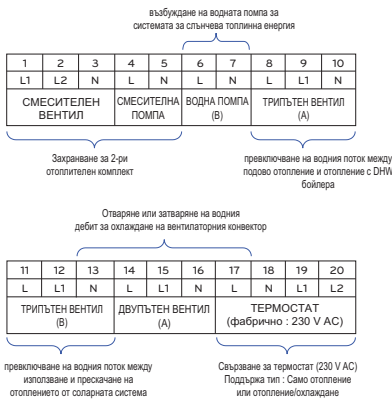 възбуждане на водната помпа за
системата за слънчева топлинна енергия
1 2 3 4 5 6 7 8 9 10
L1 L2 N L N L N L L1 N
СМЕСИТЕЛЕН
ВЕНТИЛ
СМЕСИТЕЛНА
ПОМПА
ВОДНА ПОМПА
(B)
ТРИПЪТЕН ВЕНТИЛ
(A)
Захранване за 2-ри
отоплителен комплект
превключване на водния поток между
подово отопление и отопление с DHW
бойлера
Отваряне или затваряне на водния
дебит за охлаждане на вентилаторния конвектор
11 12 13 14 15 16 17 18 19 20
L L1 N L L1 N L N L1 L2
ТРИПЪТЕН ВЕНТИЛ
(B)
ДВУПЪТЕН ВЕНТИЛ
(A)
ТЕРМОСТАТ
(фабрично : 230 V AC)
превключване на водния поток между
използване и прескачане на
отоплението от соларната система
Свързване за термостат (230 V AC)
Поддържа тип : Само отопление
или отопление/охлаждане